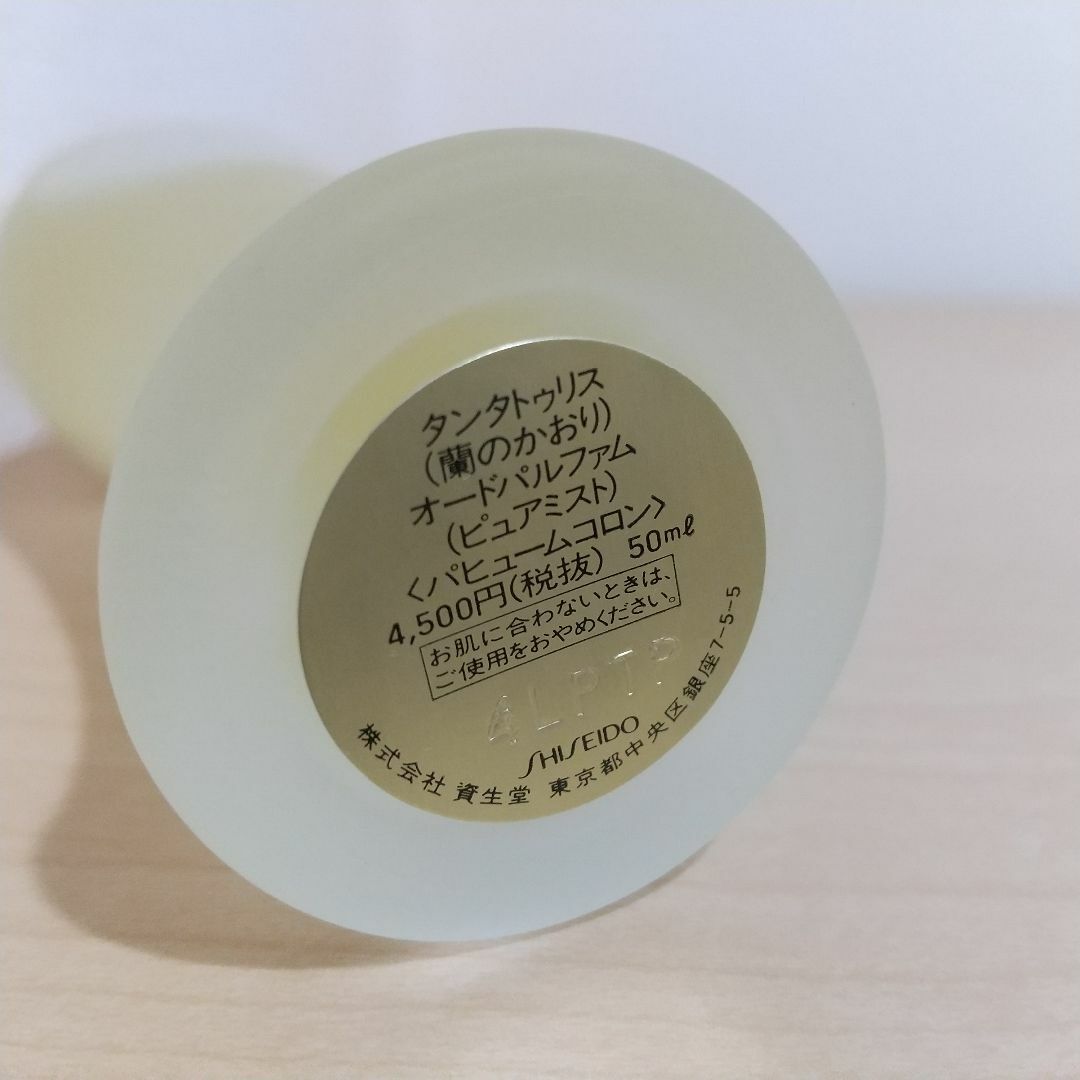 タンタトゥリス
(蘭のかおり)
オードパルファム
(ピュアミスト)
<パヒュームコロン>
4,500円(税抜) 50ml
お肌に合わないときは、
ご使用をおやめください。
SHISEIDO
株式会社 資生堂 東京都中央区銀座7-5-5